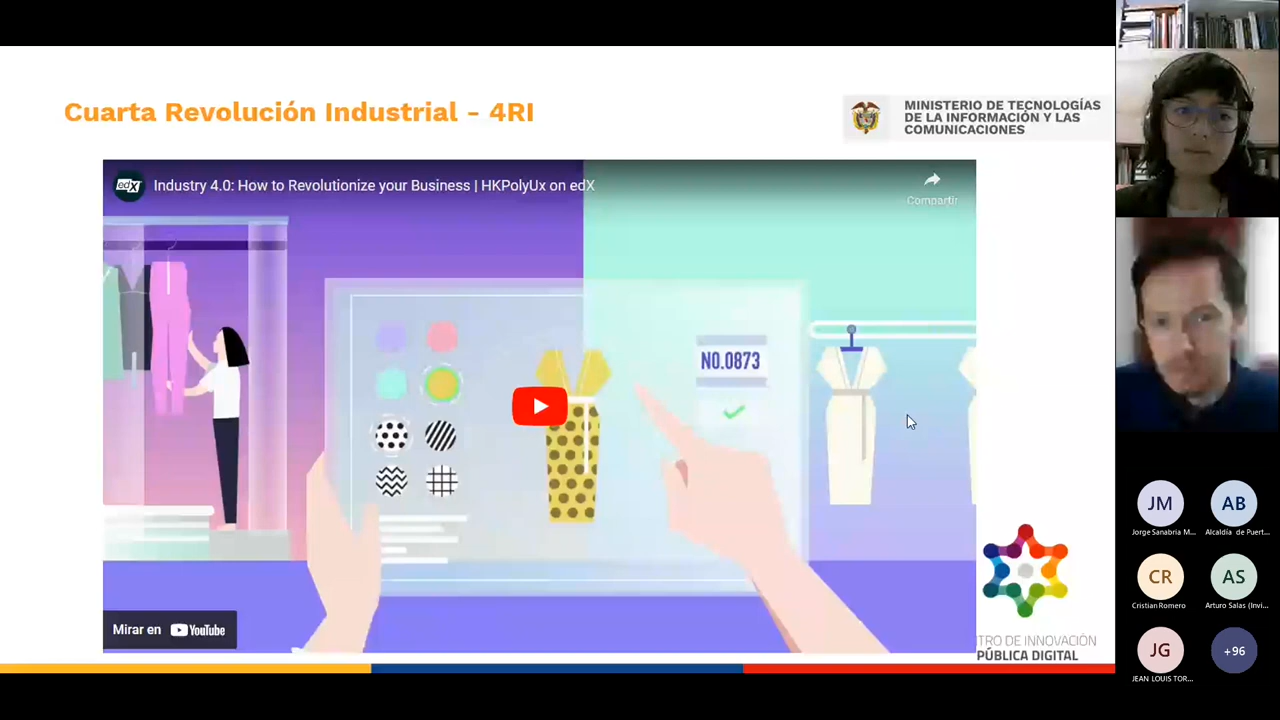 Cuarta Revolución Industrial - 4RI
MINISTERIO DE TECNOLOGÍAS
DE LA INFORMACIÓN Y LAS
COMUNICACIONES
edX
Industry 4.0: How to Revolutionize your Business | HKPolyUx on edX
Compartir
NO.0873
Mirar en YouTube
TRO DE INNOVACIÓN
PÚBLICA DIGITAL
JM
AB
Jorge Sanabria M...
Alcaldía de Puert...
CR
AS
Cristian Romero
Arturo Salas (Invi...
JG
+96
JEAN LOUIS TOR...